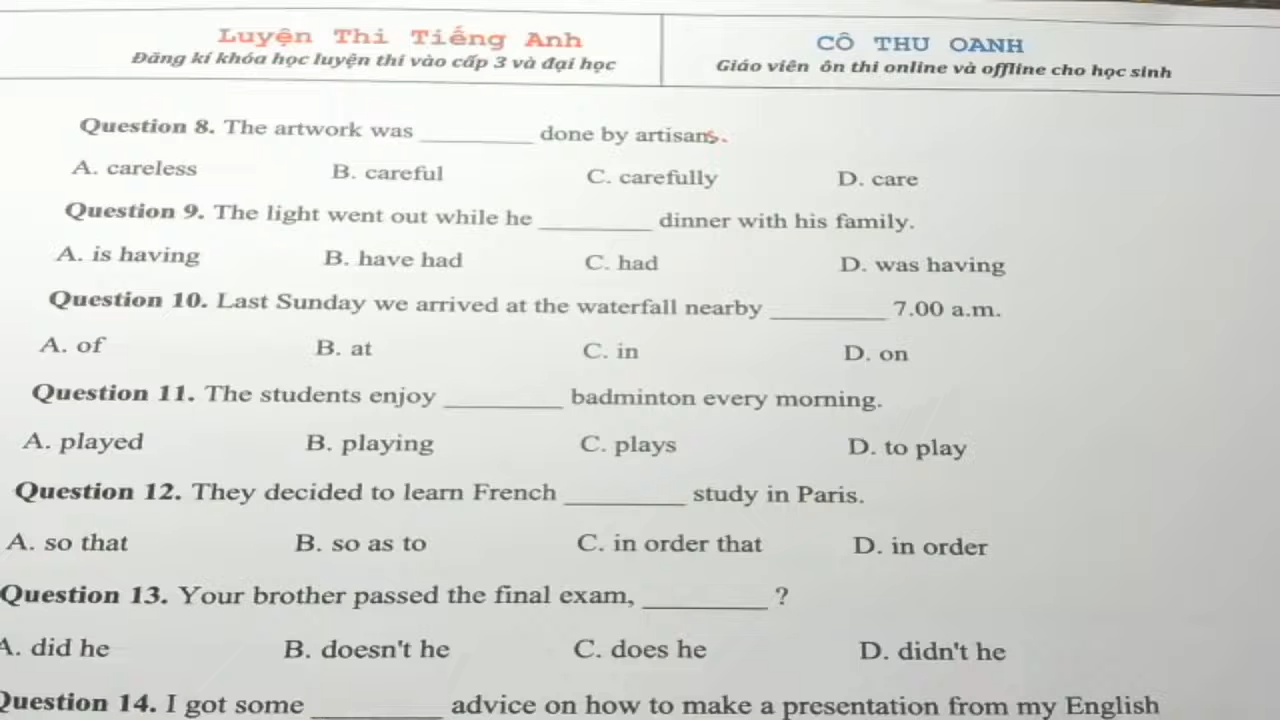 Luyện Thi Tiếng Anh
Đăng kí khóa học luyện thi vào cấp 3 và đại học
CÔ THU OANH
Giáo viên ôn thi online và offline cho học sinh
Question 8. The artwork was ________ done by artisans.
A. careless B. careful C. carefully D. care
Question 9. The light went out while he ________ dinner with his family.
A. is having B. have had C. had D. was having
Question 10. Last Sunday we arrived at the waterfall nearby ________ 7.00 a.m.
A. of B. at C. in D. on
Question 11. The students enjoy ________ badminton every morning.
A. played B. playing C. plays D. to play
Question 12. They decided to learn French ________ study in Paris.
A. so that B. so as to C. in order that D. in order
Question 13. Your brother passed the final exam, ________ ?
A. did he B. doesn't he C. does he D. didn't he
Question 14. I got some ________ advice on how to make a presentation from my English